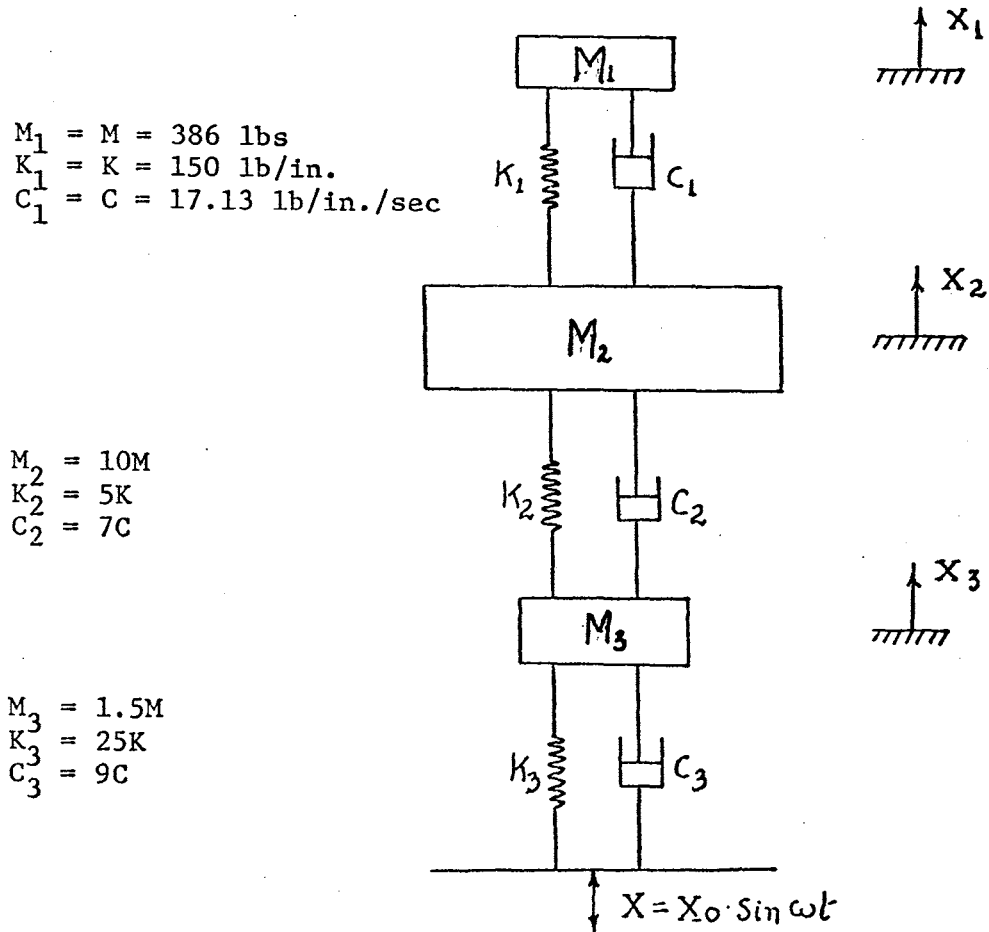 M₁
X₁
M₁ = M = 386 lbs
K₁ = K = 150 lb/in.
C₁ = C = 17.13 lb/in./sec
K₁
C₁
X₂
M₂
M₂ = 10M
K₂ = 5K
C₂ = 7C
K₂
C₂
X₃
M₃
M₃ = 1.5M
K₃ = 25K
C₃ = 9C
K₃
C₃
X = X₀·sin ωt